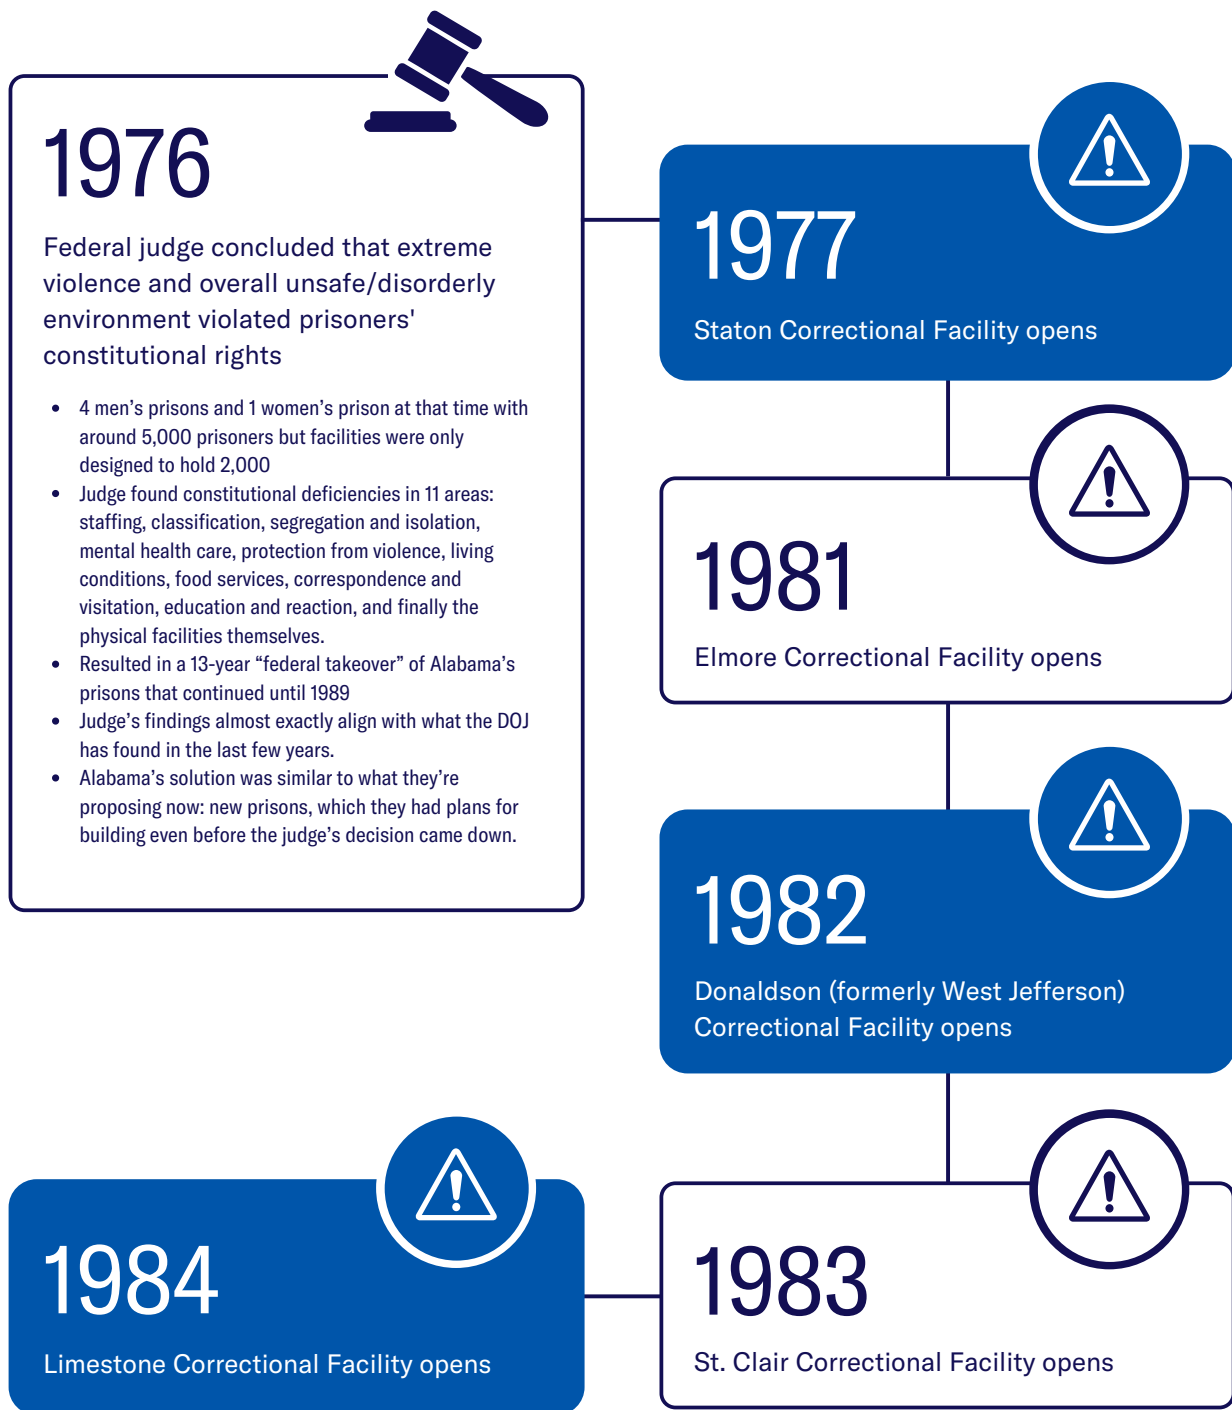 1976
Federal judge concluded that extreme
violence and overall unsafe/disorderly
environment violated prisoners'
constitutional rights
• 4 men’s prisons and 1 women’s prison at that time with
around 5,000 prisoners but facilities were only
designed to hold 2,000
• Judge found constitutional deficiencies in 11 areas:
staffing, classification, segregation and isolation,
mental health care, protection from violence, living
conditions, food services, correspondence and
visitation, education and reaction, and finally the
physical facilities themselves.
• Resulted in a 13-year “federal takeover” of Alabama’s
prisons that continued until 1989
• Judge’s findings almost exactly align with what the DOJ
has found in the last few years.
• Alabama’s solution was similar to what they’re
proposing now: new prisons, which they had plans for
building even before the judge’s decision came down.
1977
Staton Correctional Facility opens
1981
Elmore Correctional Facility opens
1982
Donaldson (formerly West Jefferson)
Correctional Facility opens
1983
St. Clair Correctional Facility opens
1984
Limestone Correctional Facility opens